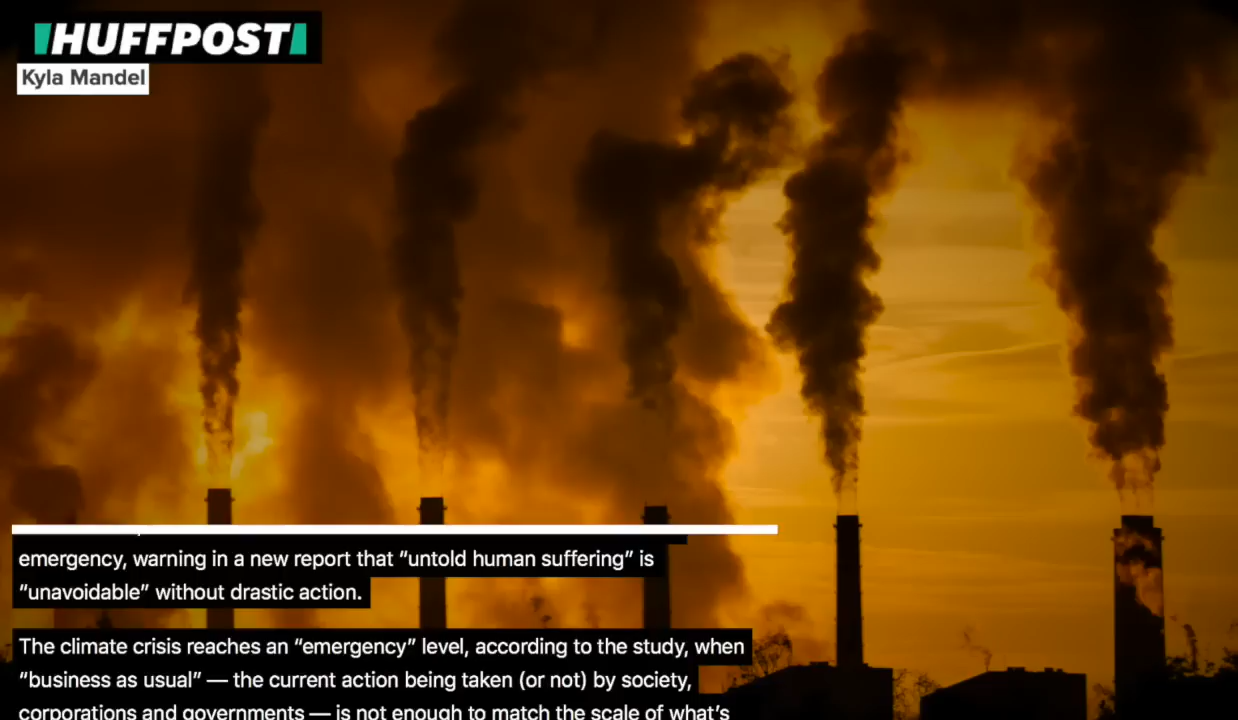 HUFFPOST
Kyla Mandel
emergency, warning in a new report that “untold human suffering” is
“unavoidable” without drastic action.
The climate crisis reaches an “emergency” level, according to the study, when
“business as usual” — the current action being taken (or not) by society,
corporations and governments — is not enough to match the scale of what’s